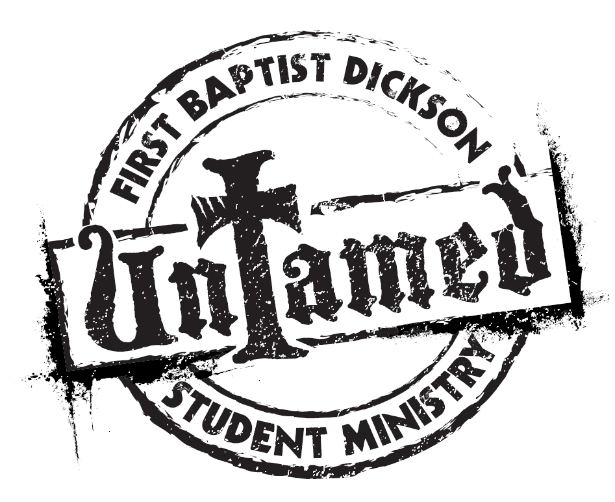 FIRST BAPTIST DICKSON
Untamed
STUDENT MINISTRY